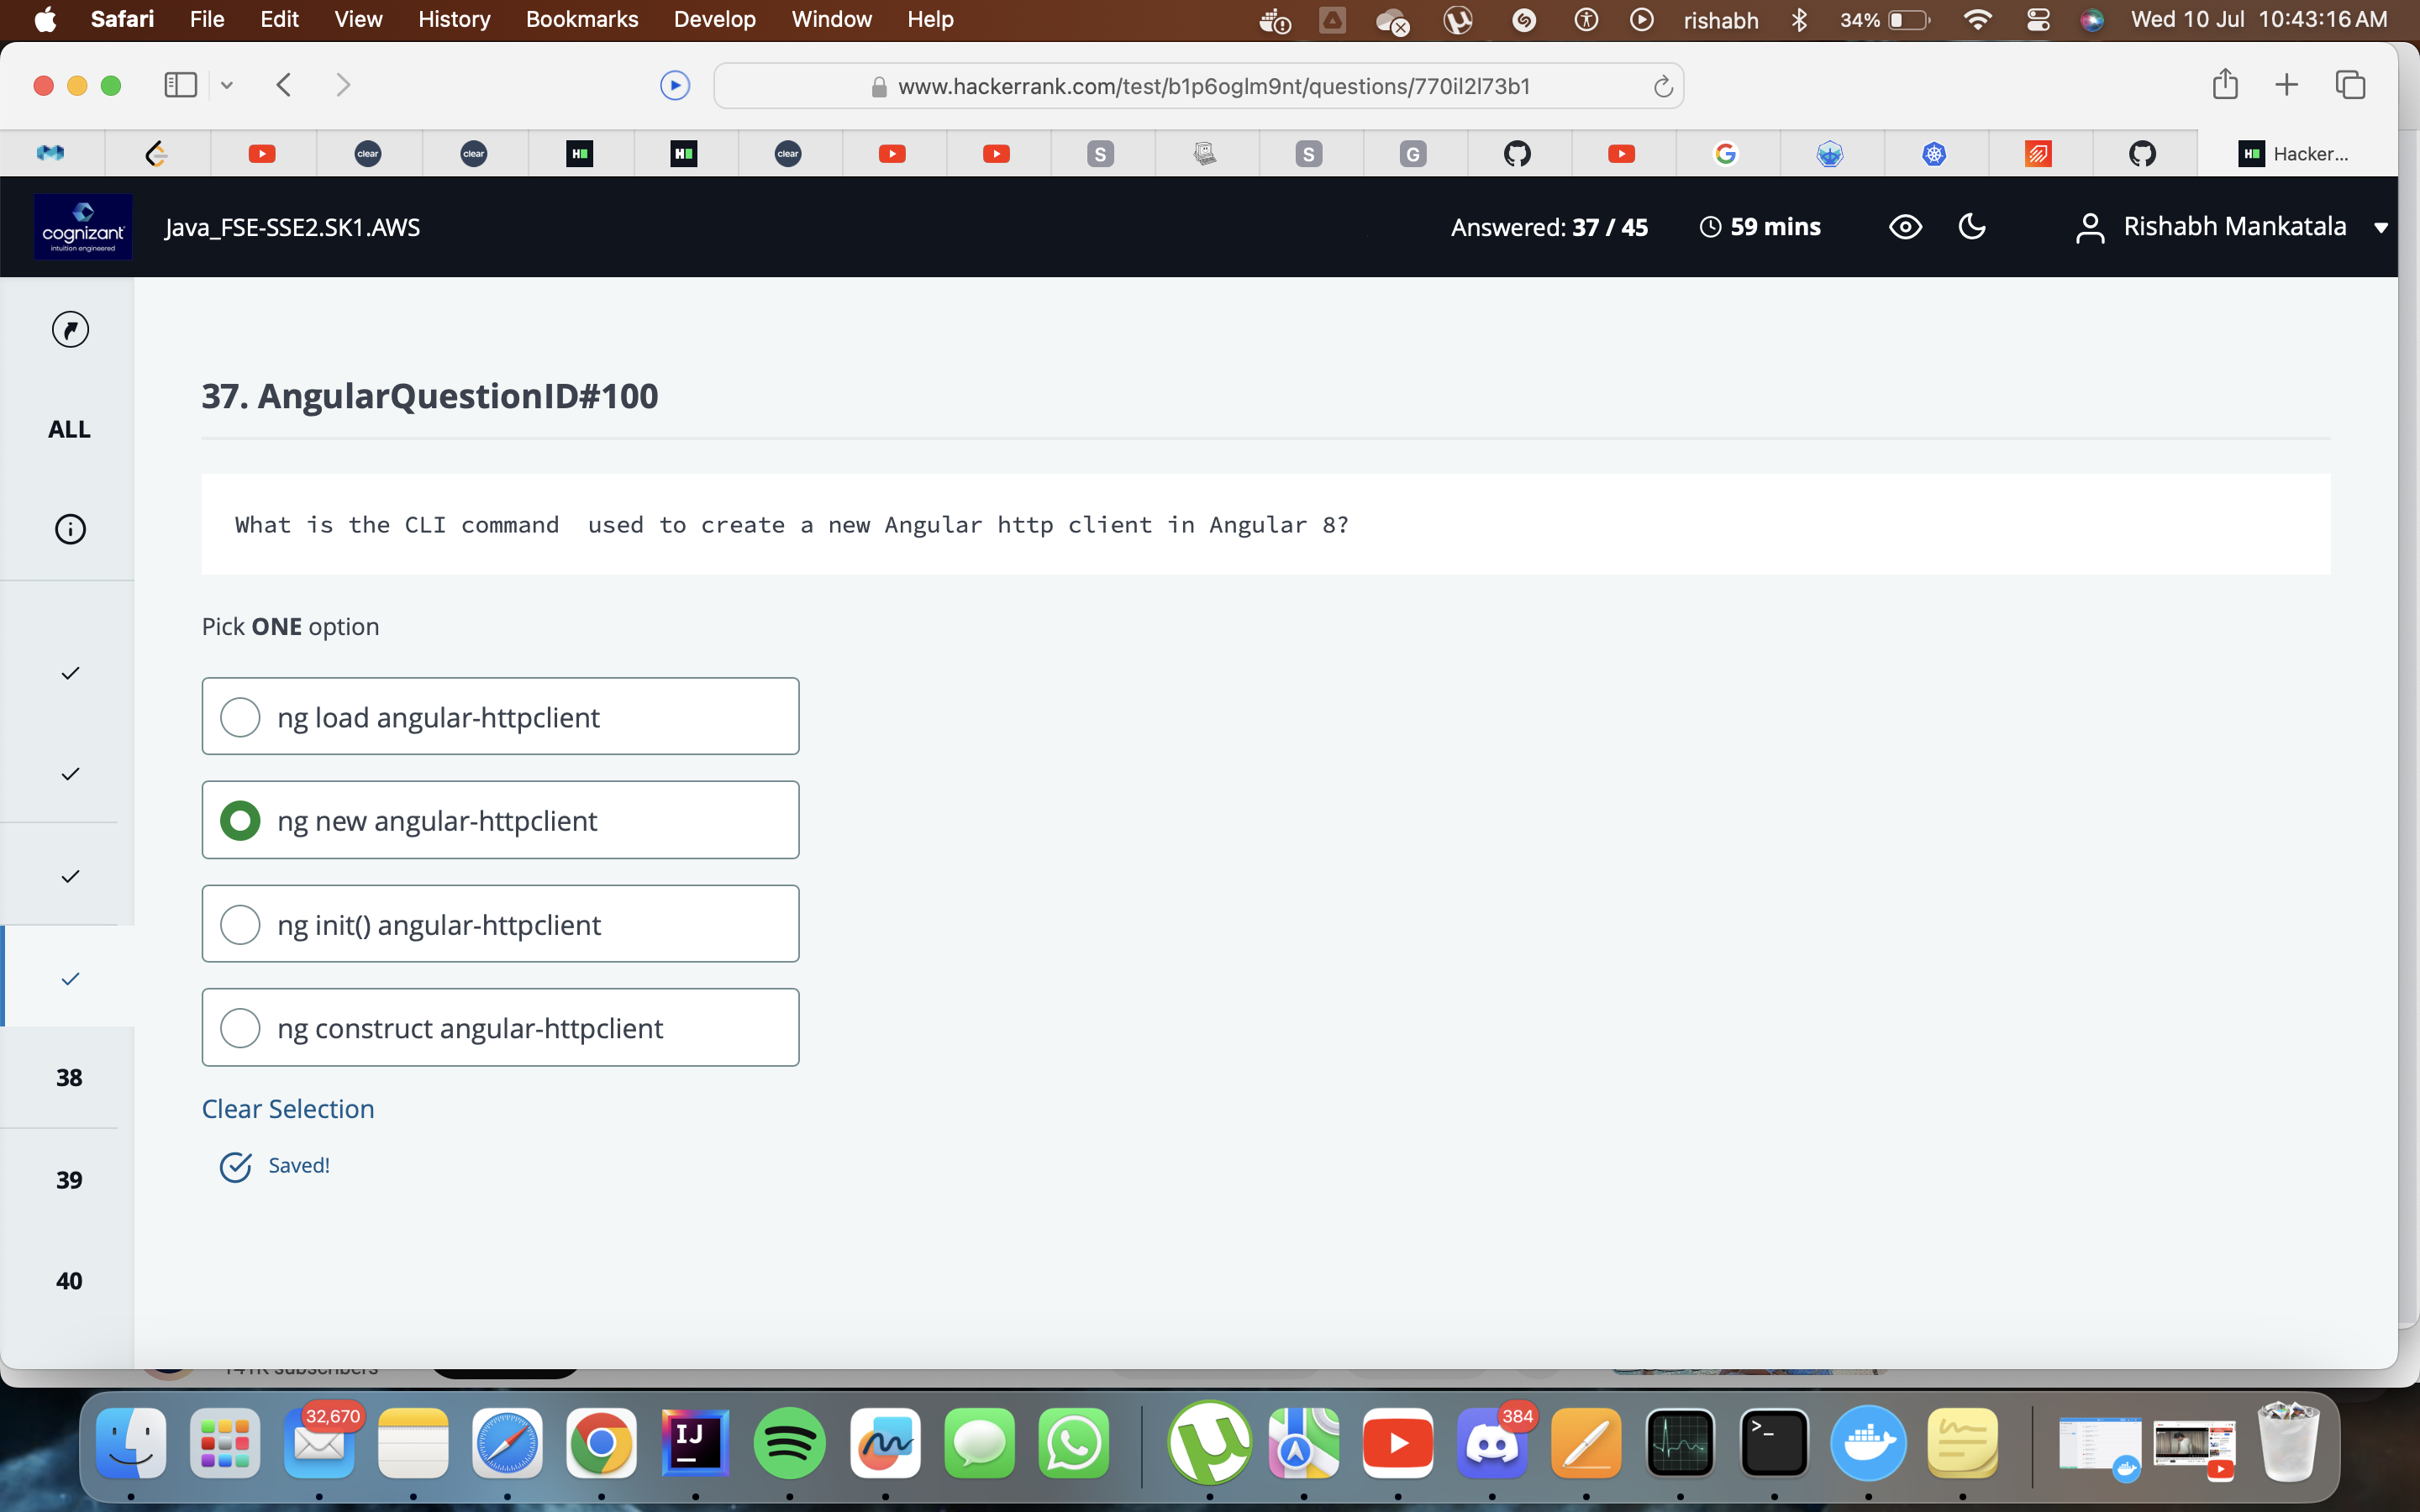 Safari File Edit View History Bookmarks Develop Window Help rishabh 34% Wed 10 Jul 10:43:16 AM
www.hackerrank.com/test/b1p6oglm9nt/questions/770il2l73b1
clear clear H clear S S G H Hacker...
cognizant
intuition engineered
Java_FSE-SSE2.SK1.AWS
Answered: 37 / 45
59 mins
Rishabh Mankatala
ALL
37. AngularQuestionID#100
What is the CLI command used to create a new Angular http client in Angular 8?
Pick ONE option
ng load angular-httpclient
ng new angular-httpclient
ng init() angular-httpclient
ng construct angular-httpclient
Clear Selection
Saved!
38
39
40
141K subscribers
32,670
IJ
384
>_